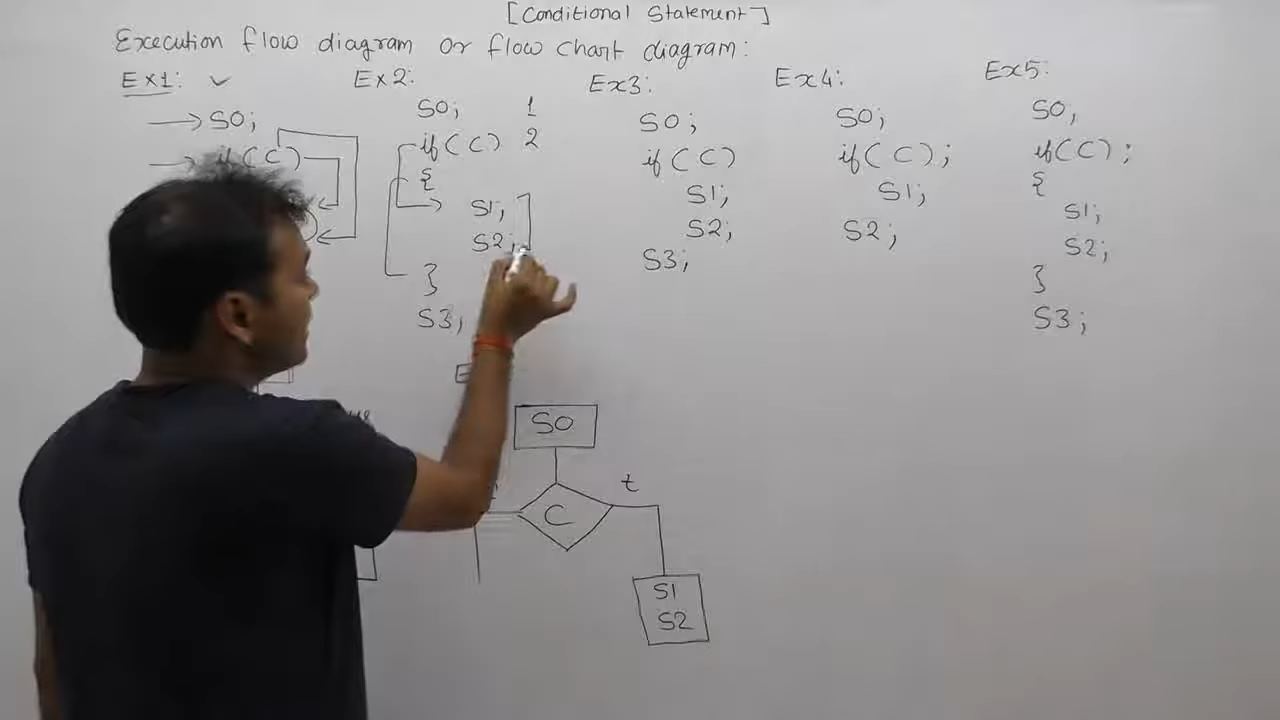 [Conditional Statement]
Execution flow diagram or flow chart diagram:
Ex1:
S0;
if(C)
Ex2:
S0; 1
if(C) 2
{
S1;
S2;
}
S3;
Ex3:
S0;
if(C)
S1;
S2;
S3;
Ex4:
S0;
if(C);
S1;
S2;
Ex5:
S0,
if(C);
{
S1;
S2;
}
S3;
S0
C
t
S1
S2